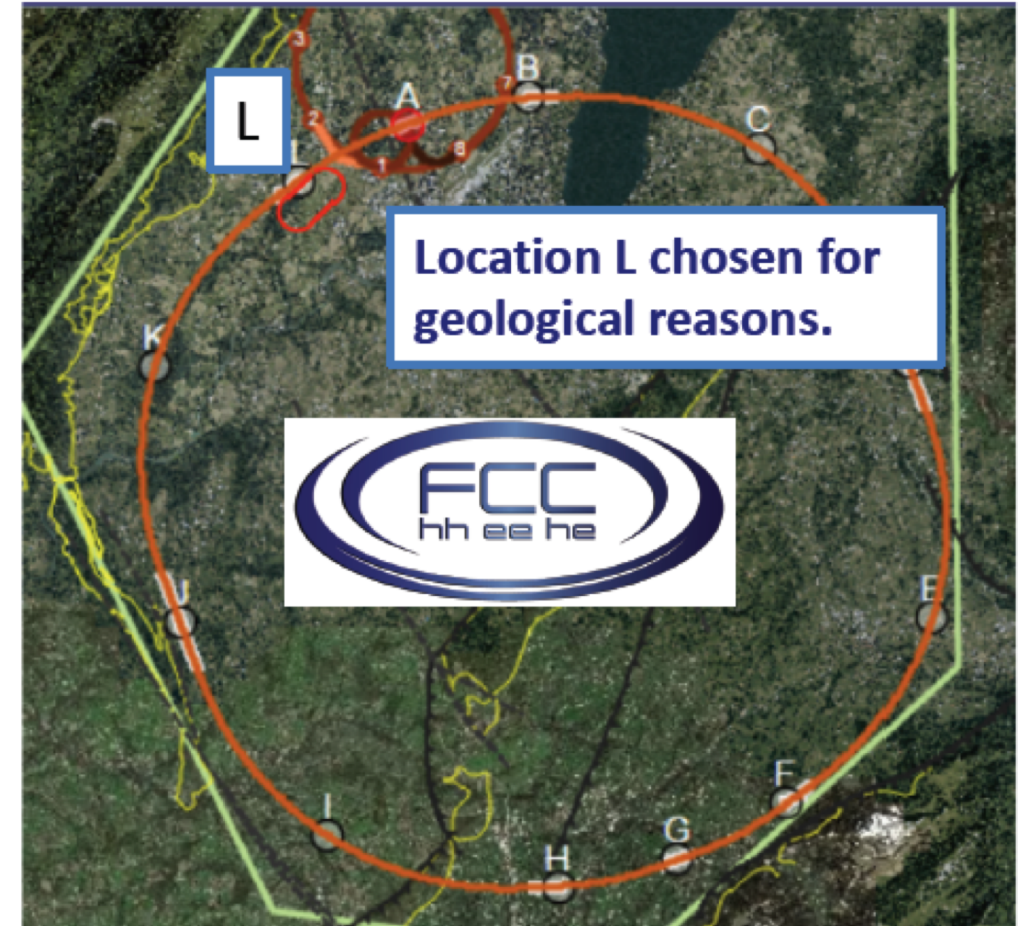 3
B
7
A
L
2
C
8
L
1
Location L chosen for
geological reasons.
K
FCC
hh ee he
E
J
F
I
G
H